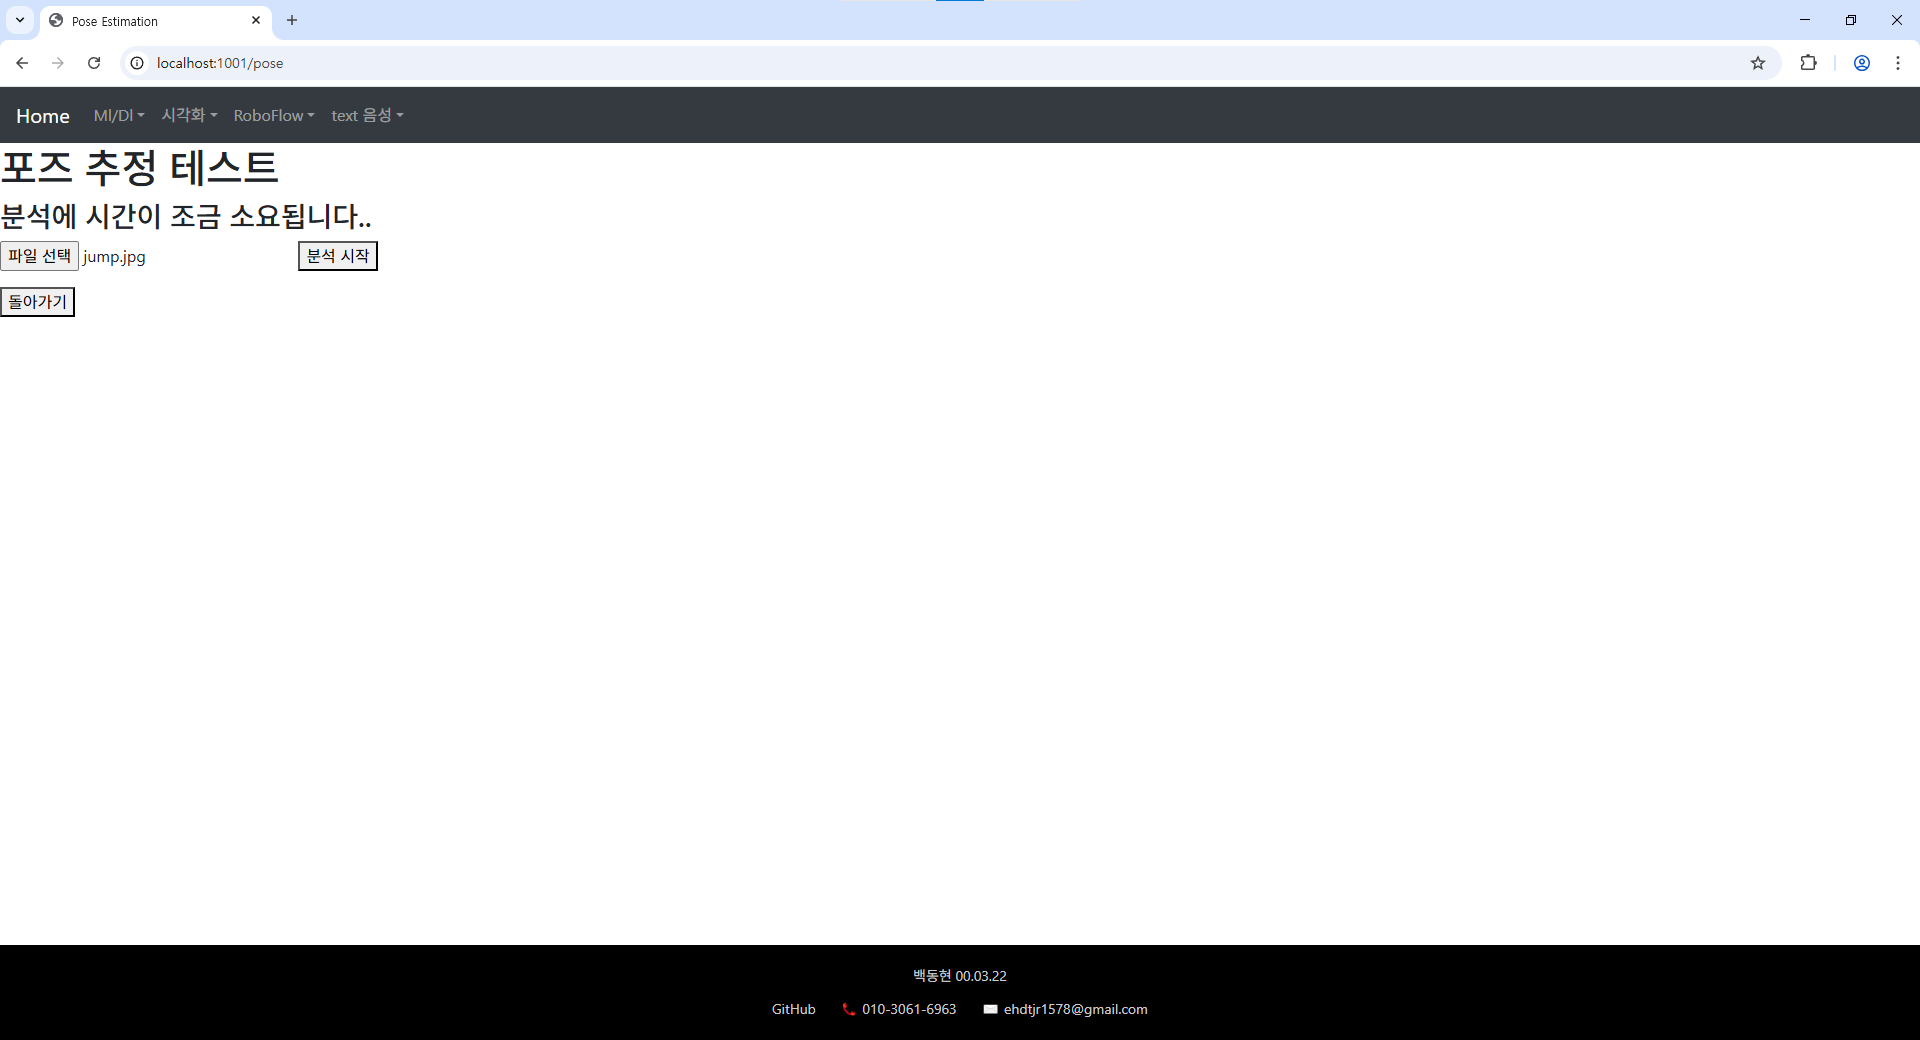 Pose Estimation
localhost:1001/pose
Home Ml/Dl 시각화 RoboFlow text 음성
포즈 추정 테스트
분석에 시간이 조금 소요됩니다..
파일 선택 jump.jpg 분석 시작
돌아가기
백동현 00.03.22
GitHub 📞 010-3061-6963 ✉️ ehdtjr1578@gmail.com